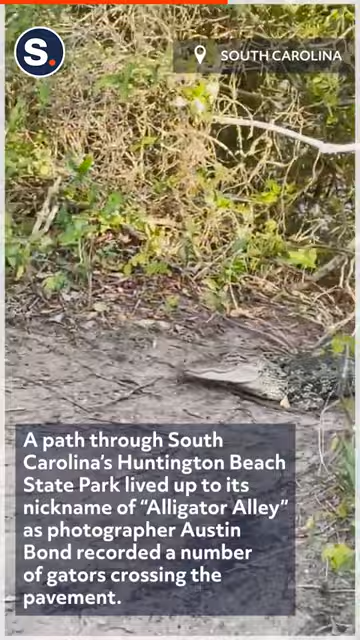 S.
SOUTH CAROLINA
A path through South
Carolina's Huntington Beach
State Park lived up to its
nickname of “Alligator Alley”
as photographer Austin
Bond recorded a number
of gators crossing the
pavement.